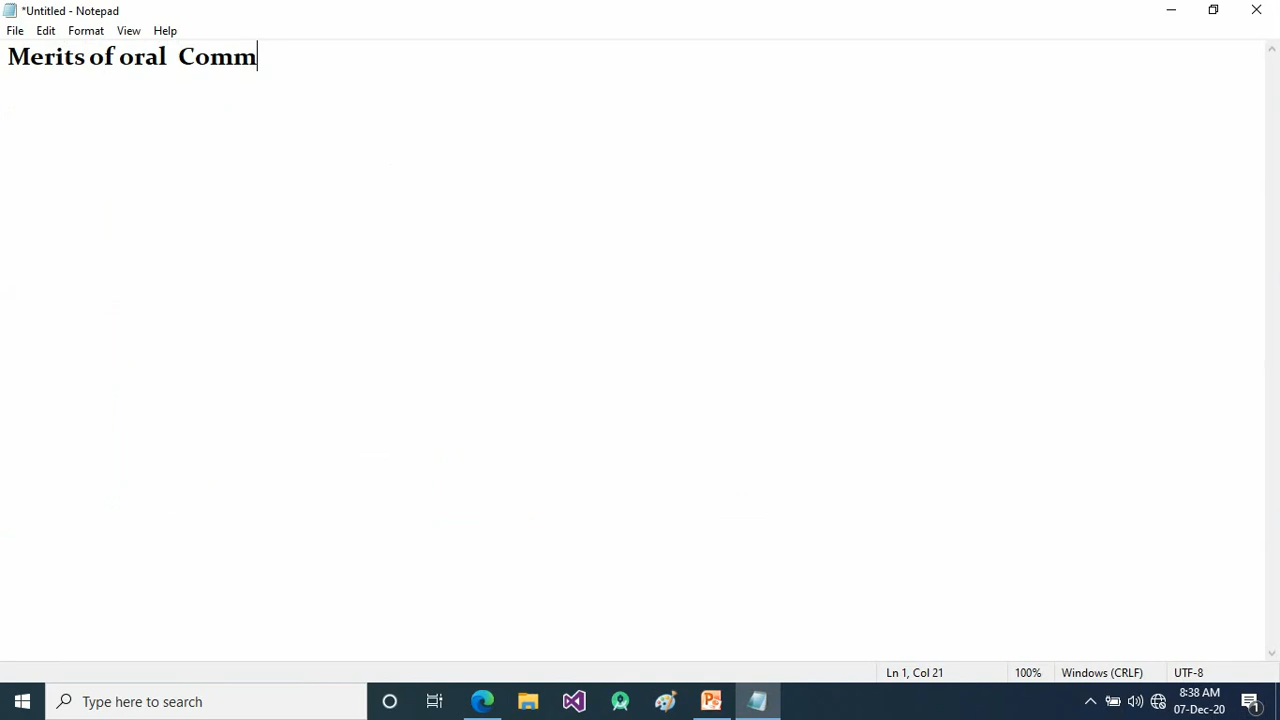 *Untitled - Notepad
File Edit Format View Help
Merits of oral  Comm
Ln 1, Col 21 100% Windows (CRLF) UTF-8
Type here to search
8:38 AM
07-Dec-20
1